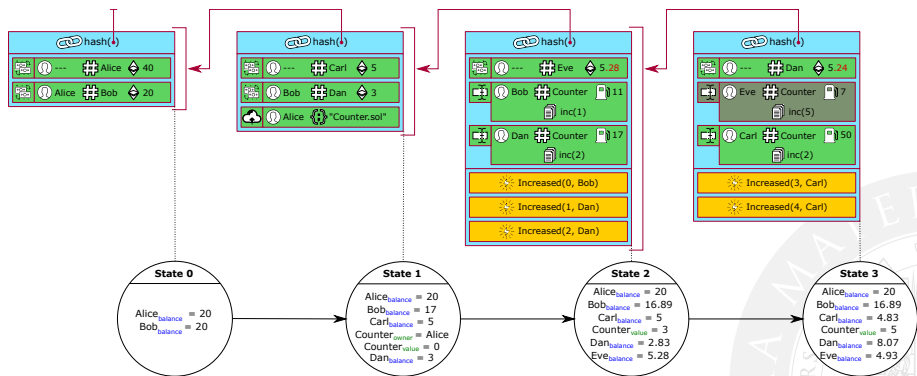 hash(•)
--- Alice 40
Alice Bob 20
hash(•)
--- Carl 5
Bob Dan 3
Alice "Counter.sol"
hash(•)
--- Eve 5.28
Bob Counter 11
inc(1)
Dan Counter 17
inc(2)
Increased(0, Bob)
Increased(1, Dan)
Increased(2, Dan)
hash(•)
--- Dan 5.24
Eve Counter 7
inc(5)
Carl Counter 50
inc(2)
Increased(3, Carl)
Increased(4, Carl)
State 0
Alicebalance = 20
Bobbalance = 20
State 1
Alicebalance = 20
Bobbalance = 17
Carlbalance = 5
Counterowner = Alice
Countervalue = 0
Danbalance = 3
State 2
Alicebalance = 20
Bobbalance = 16.89
Carlbalance = 5
Countervalue = 3
Danbalance = 2.83
Evebalance = 5.28
State 3
Alicebalance = 20
Bobbalance = 16.89
Carlbalance = 4.83
Countervalue = 5
Danbalance = 8.07
Evebalance = 4.93